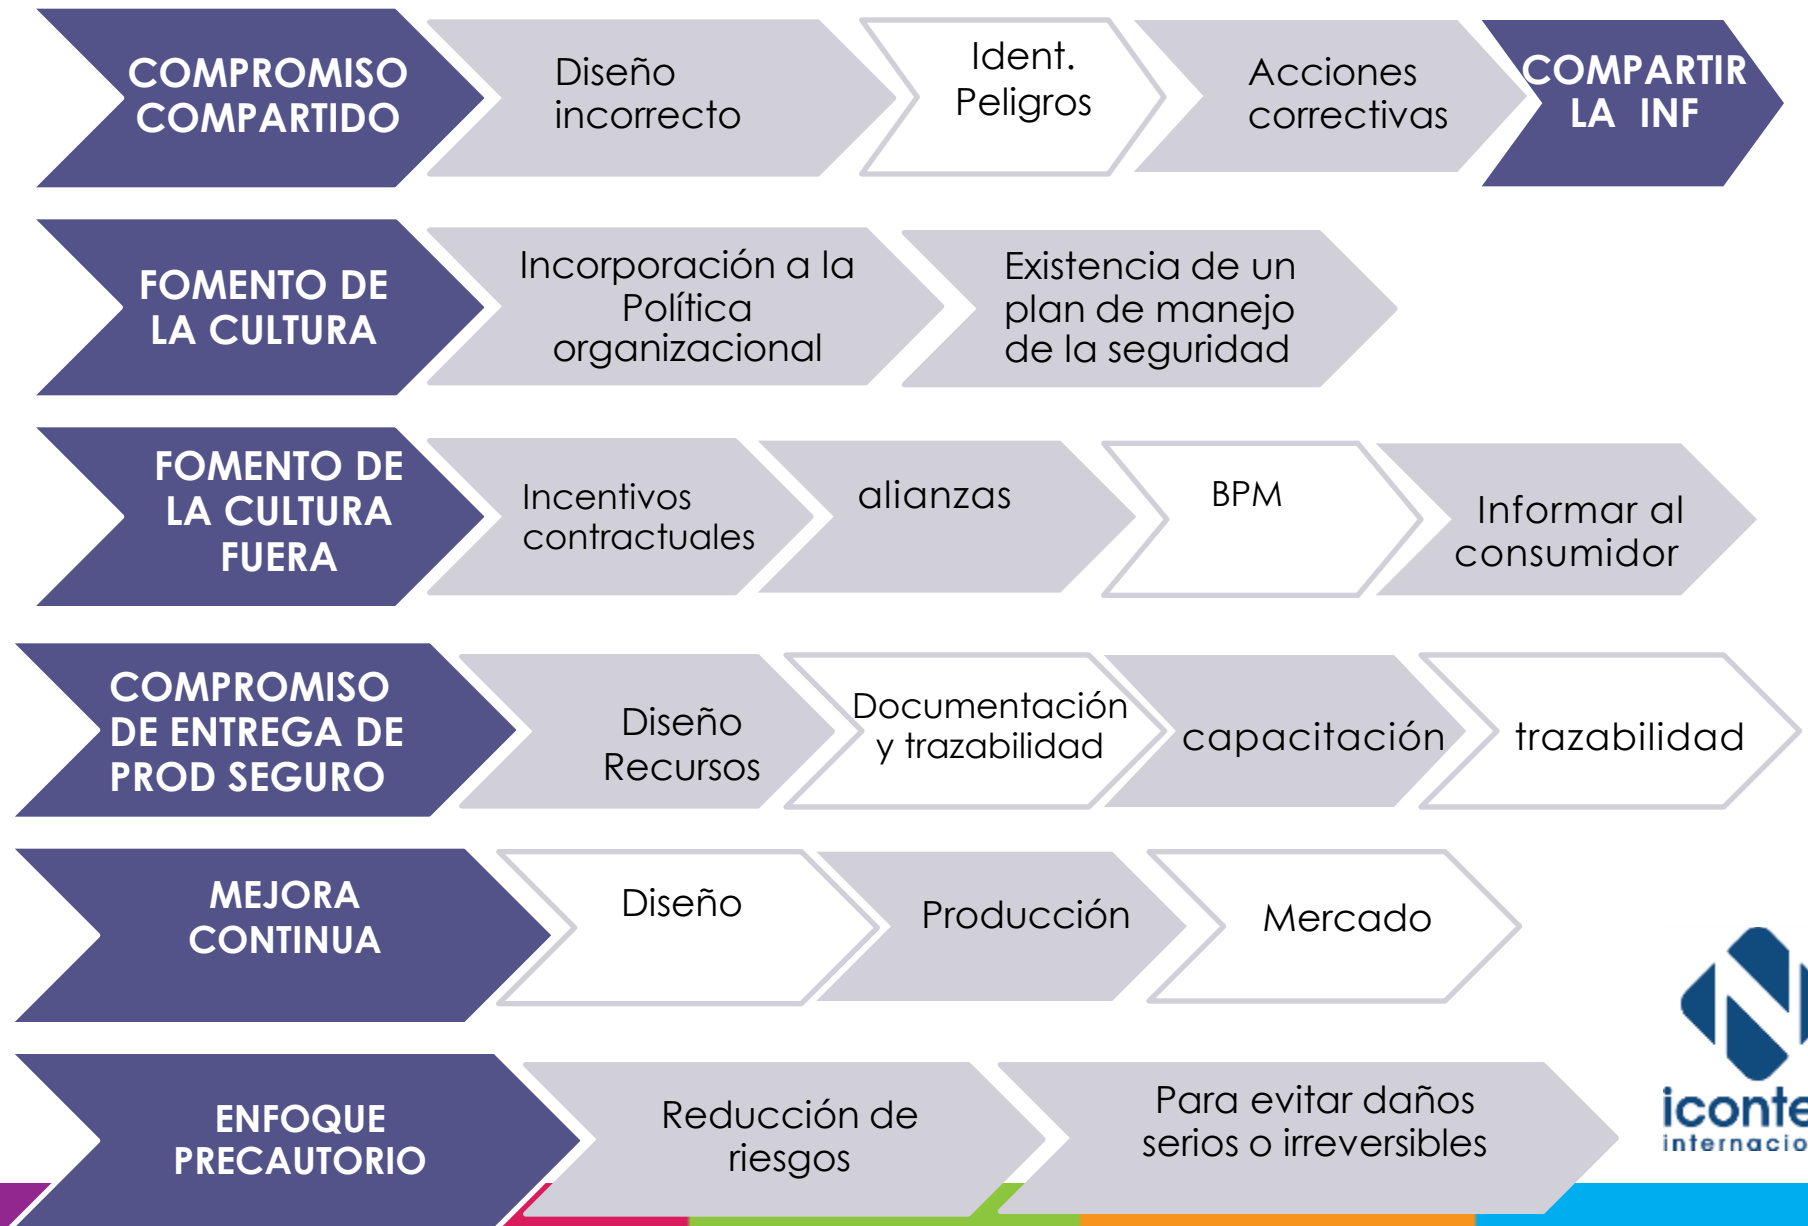 COMPROMISO
COMPARTIDO
Diseño
incorrecto
Ident.
Peligros
Acciones
correctivas
COMPARTIR
LA INF
FOMENTO DE
LA CULTURA
Incorporación a la
Política
organizacional
Existencia de un
plan de manejo
de la seguridad
FOMENTO DE
LA CULTURA
FUERA
Incentivos
contractuales
alianzas
BPM
Informar al
consumidor
COMPROMISO
DE ENTREGA DE
PROD SEGURO
Diseño
Recursos
Documentación
y trazabilidad
capacitación
trazabilidad
MEJORA
CONTINUA
Diseño
Producción
Mercado
ENFOQUE
PRECAUTORIO
Reducción de
riesgos
Para evitar daños
serios o irreversibles